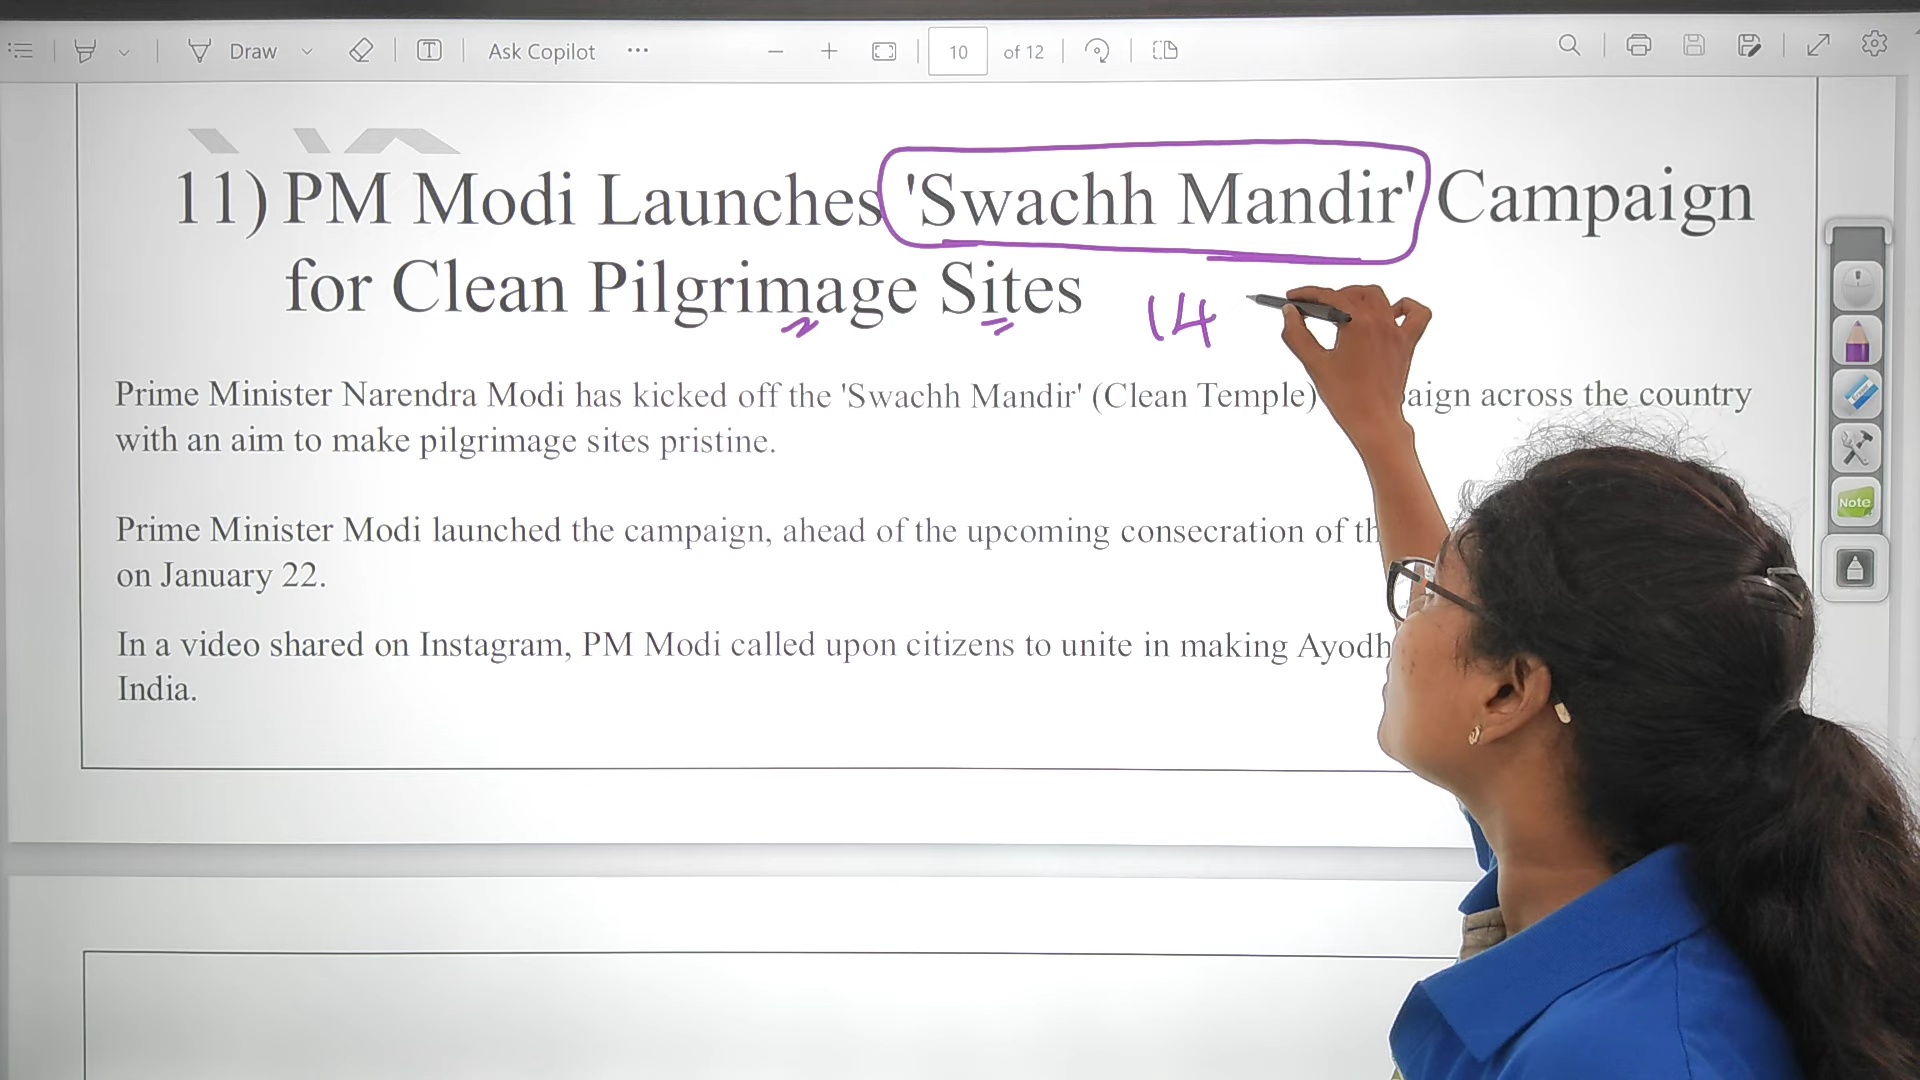 Draw
Ask Copilot
10 of 12
11) PM Modi Launches 'Swachh Mandir' Campaign
for Clean Pilgrimage Sites
14
Prime Minister Narendra Modi has kicked off the 'Swachh Mandir' (Clean Temple) aign across the country
with an aim to make pilgrimage sites pristine.
Prime Minister Modi launched the campaign, ahead of the upcoming consecration of th
on January 22.
In a video shared on Instagram, PM Modi called upon citizens to unite in making Ayodh
India.
Note